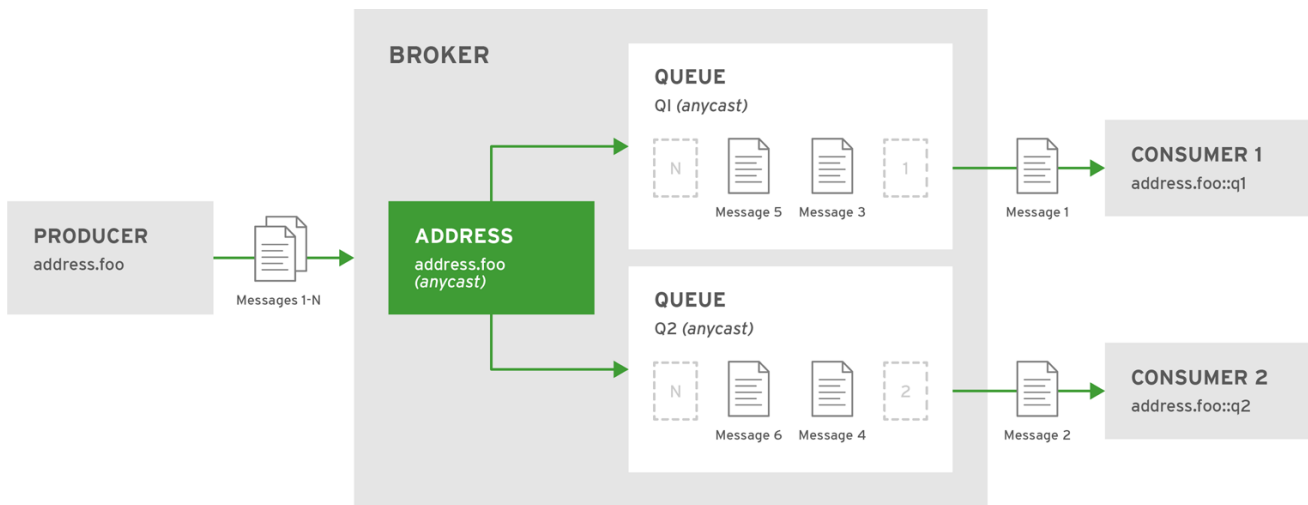 BROKER
PRODUCER
address.foo
Messages 1-N
ADDRESS
address.foo
(anycast)
QUEUE
Q1 (anycast)
N
1
Message 5
Message 3
QUEUE
Q2 (anycast)
N
2
Message 6
Message 4
Message 1
CONSUMER 1
address.foo::q1
Message 2
CONSUMER 2
address.foo::q2